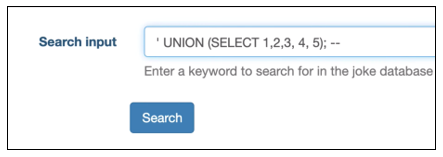 Search input
' UNION (SELECT 1,2,3, 4, 5); --
Enter a keyword to search for in the joke database
Search